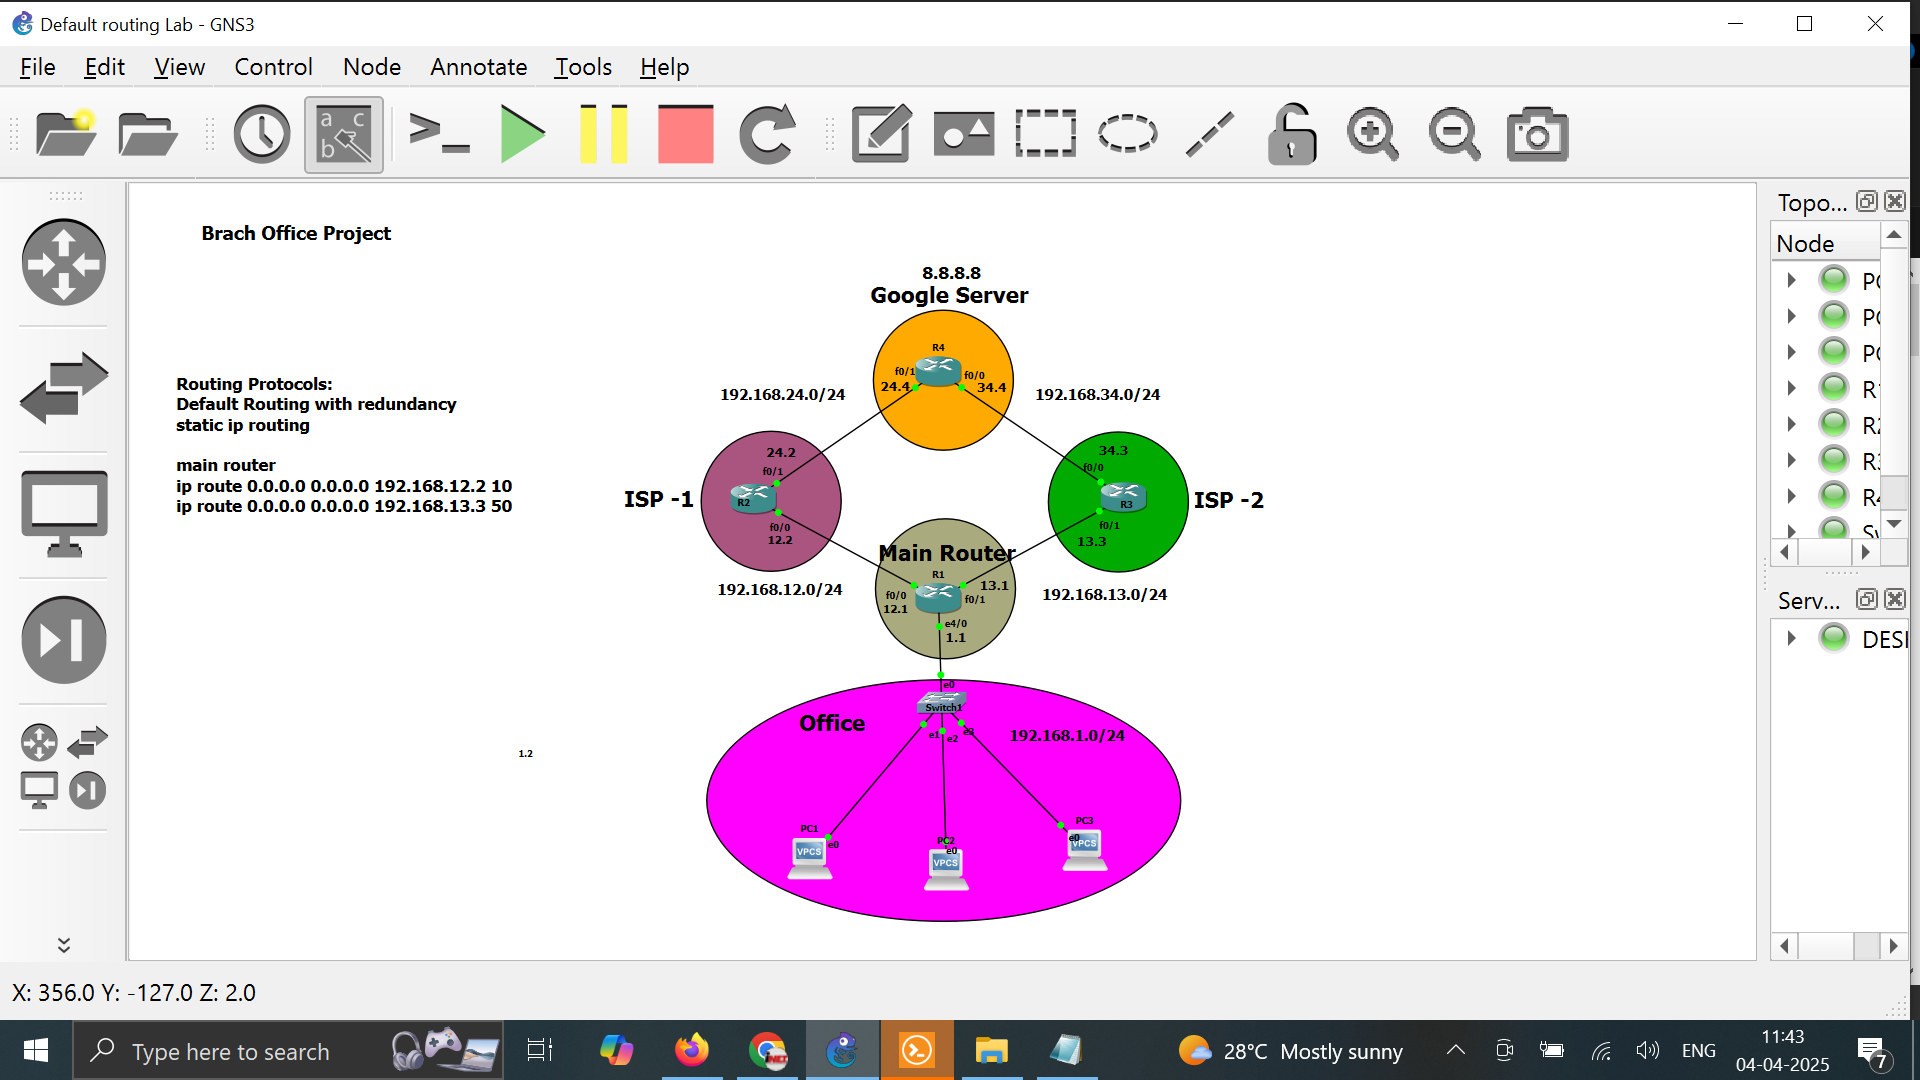 Default routing Lab - GNS3
File Edit View Control Node Annotate Tools Help
a c
b
Brach Office Project
8.8.8.8
Google Server
R4
f0/1
f0/0
24.4
34.4
192.168.24.0/24
192.168.34.0/24
Routing Protocols:
Default Routing with redundancy
static ip routing
main router
ip route 0.0.0.0 0.0.0.0 192.168.12.2 10
ip route 0.0.0.0 0.0.0.0 192.168.13.3 50
24.2
f0/1
ISP -1
R2
f0/0
12.2
34.3
f0/0
R3
ISP -2
f0/1
13.3
192.168.12.0/24
192.168.13.0/24
Main Router
R1
13.1
f0/0
f0/1
12.1
e4/0
1.1
e0
Switch1
Office
e1
e2
e3
192.168.1.0/24
1.2
PC1
e0
VPCS
PC2
e0
VPCS
PC3
e0
VPCS
Topo...
Node
PC
PC
PC
R1
R2
R3
R4
Sv
Serv...
DESI
X: 356.0 Y: -127.0 Z: 2.0
Type here to search
28°C Mostly sunny
ENG
11:43
04-04-2025
7